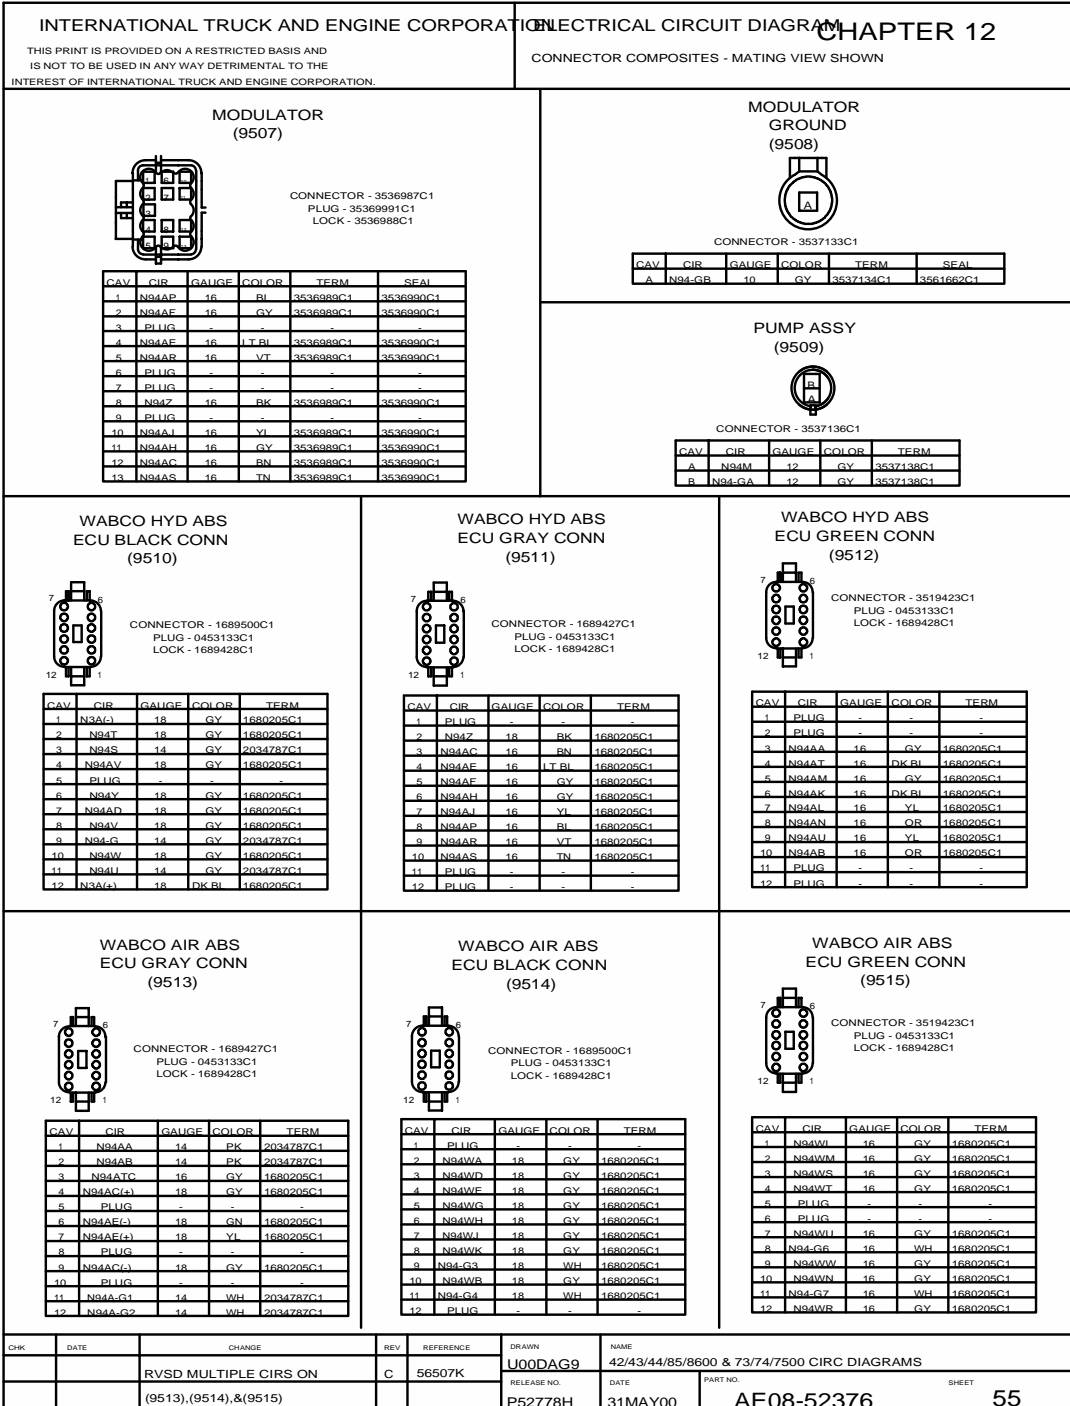 INTERNATIONAL TRUCK AND ENGINE CORPORATION
THIS PRINT IS PROVIDED ON A RESTRICTED BASIS AND
IS NOT TO BE USED IN ANY WAY DETRIMENTAL TO THE
INTEREST OF INTERNATIONAL TRUCK AND ENGINE CORPORATION.
ELECTRICAL CIRCUIT DIAGRAM
CHAPTER 12
CONNECTOR COMPOSITES - MATING VIEW SHOWN
MODULATOR
(9507)
CONNECTOR - 3536987C1
PLUG - 35369991C1
LOCK - 3536988C1
CAV CIR GAUGE COLOR TERM SEAL
1 N94AP 16 BL 3536989C1 3536990C1
2 N94AF 16 GY 3536989C1 3536990C1
3 PLUG - - - -
4 N94AE 16 LT BL 3536989C1 3536990C1
5 N94AR 16 VT 3536989C1 3536990C1
6 PLUG - - - -
7 PLUG - - - -
8 N94Z 16 BK 3536989C1 3536990C1
9 PLUG - - - -
10 N94AJ 16 YL 3536989C1 3536990C1
11 N94AH 16 GY 3536989C1 3536990C1
12 N94AC 16 BN 3536989C1 3536990C1
13 N94AS 16 TN 3536989C1 3536990C1
MODULATOR
GROUND
(9508)
A
CONNECTOR - 3537133C1
CAV CIR GAUGE COLOR TERM SEAL
A N94-GB 10 GY 3537134C1 3561662C1
PUMP ASSY
(9509)
B
A
CONNECTOR - 3537136C1
CAV CIR GAUGE COLOR TERM
A N94M 12 GY 3537138C1
B N94-GA 12 GY 3537138C1
WABCO HYD ABS
ECU BLACK CONN
(9510)
7 6
12 1
CONNECTOR - 1689500C1
PLUG - 0453133C1
LOCK - 1689428C1
CAV CIR GAUGE COLOR TERM
1 N3A(-) 18 GY 1680205C1
2 N94T 18 GY 1680205C1
3 N94S 14 GY 2034787C1
4 N94AV 18 GY 1680205C1
5 PLUG - - -
6 N94Y 18 GY 1680205C1
7 N94AD 18 GY 1680205C1
8 N94V 18 GY 1680205C1
9 N94-G 14 GY 2034787C1
10 N94W 18 GY 1680205C1
11 N94U 14 GY 2034787C1
12 N3A(+) 18 DK BL 1680205C1
WABCO HYD ABS
ECU GRAY CONN
(9511)
7 6
12 1
CONNECTOR - 1689427C1
PLUG - 0453133C1
LOCK - 1689428C1
CAV CIR GAUGE COLOR TERM
1 PLUG - - -
2 N94Z 18 BK 1680205C1
3 N94AC 16 BN 1680205C1
4 N94AE 16 LT BL 1680205C1
5 N94AF 16 GY 1680205C1
6 N94AH 16 GY 1680205C1
7 N94AJ 16 YL 1680205C1
8 N94AP 16 BL 1680205C1
9 N94AR 16 VT 1680205C1
10 N94AS 16 TN 1680205C1
11 PLUG - - -
12 PLUG - - -
WABCO HYD ABS
ECU GREEN CONN
(9512)
7 6
12 1
CONNECTOR - 3519423C1
PLUG - 0453133C1
LOCK - 1689428C1
CAV CIR GAUGE COLOR TERM
1 PLUG - - -
2 PLUG - - -
3 N94AA 16 GY 1680205C1
4 N94AT 16 DK BL 1680205C1
5 N94AM 16 GY 1680205C1
6 N94AK 16 DK BL 1680205C1
7 N94AL 16 YL 1680205C1
8 N94AN 16 OR 1680205C1
9 N94AU 16 YL 1680205C1
10 N94AB 16 OR 1680205C1
11 PLUG - - -
12 PLUG - - -
WABCO AIR ABS
ECU GRAY CONN
(9513)
7 6
12 1
CONNECTOR - 1689427C1
PLUG - 0453133C1
LOCK - 1689428C1
CAV CIR GAUGE COLOR TERM
1 N94AA 14 PK 2034787C1
2 N94AB 14 PK 2034787C1
3 N94ATC 16 GY 1680205C1
4 N94AC(+) 18 GY 1680205C1
5 PLUG - - -
6 N94AE(-) 18 GN 1680205C1
7 N94AE(+) 18 YL 1680205C1
8 PLUG - - -
9 N94AC(-) 18 GY 1680205C1
10 PLUG - - -
11 N94A-G1 14 WH 2034787C1
12 N94A-G2 14 WH 2034787C1
WABCO AIR ABS
ECU BLACK CONN
(9514)
7 6
12 1
CONNECTOR - 1689500C1
PLUG - 0453133C1
LOCK - 1689428C1
CAV CIR GAUGE COLOR TERM
1 PLUG - - -
2 N94WA 18 GY 1680205C1
3 N94WD 18 GY 1680205C1
4 N94WF 18 GY 1680205C1
5 N94WG 18 GY 1680205C1
6 N94WH 18 GY 1680205C1
7 N94WJ 18 GY 1680205C1
8 N94WK 18 GY 1680205C1
9 N94-G3 18 WH 1680205C1
10 N94WB 18 GY 1680205C1
11 N94-G4 18 WH 1680205C1
12 PLUG - - -
WABCO AIR ABS
ECU GREEN CONN
(9515)
7 6
12 1
CONNECTOR - 3519423C1
PLUG - 0453133C1
LOCK - 1689428C1
CAV CIR GAUGE COLOR TERM
1 N94WL 16 GY 1680205C1
2 N94WM 16 GY 1680205C1
3 N94WS 16 GY 1680205C1
4 N94WT 16 GY 1680205C1
5 PLUG - - -
6 PLUG - - -
7 N94WU 16 GY 1680205C1
8 N94-G6 16 WH 1680205C1
9 N94WW 16 GY 1680205C1
10 N94WN 16 GY 1680205C1
11 N94-G7 16 WH 1680205C1
12 N94WR 16 GY 1680205C1
CHK DATE CHANGE REV REFERENCE
RVSD MULTIPLE CIRS ON C 56507K
(9513),(9514),&(9515)
DRAWN
U00DAG9
NAME
42/43/44/85/8600 & 73/74/7500 CIRC DIAGRAMS
RELEASE NO.
P52778H
DATE
31MAY00
PART NO.
AE08-52376
SHEET
55